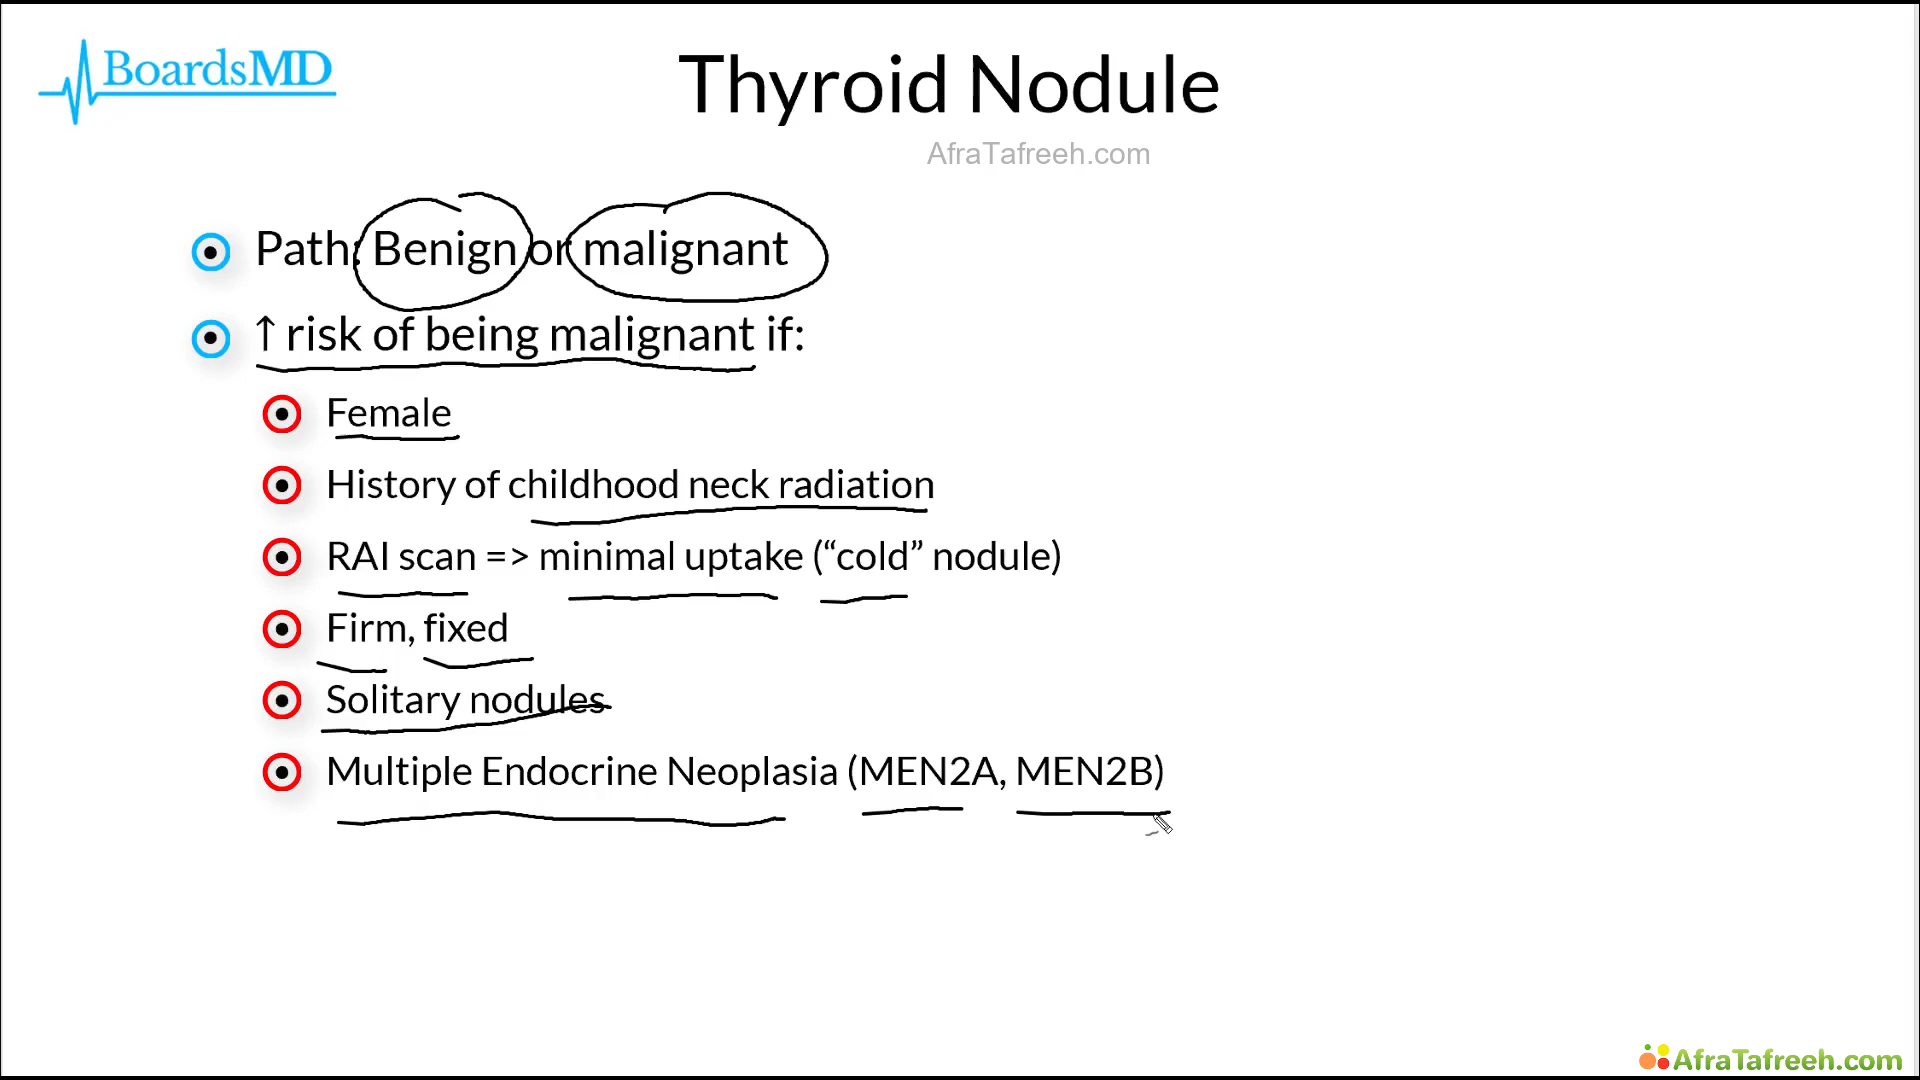 BoardsMD
Thyroid Nodule
AfraTafreeh.com
Path: Benign or malignant
↑ risk of being malignant if:
Female
History of childhood neck radiation
RAI scan => minimal uptake (“cold” nodule)
Firm, fixed
Solitary nodules
Multiple Endocrine Neoplasia (MEN2A, MEN2B)
AfraTafreeh.com